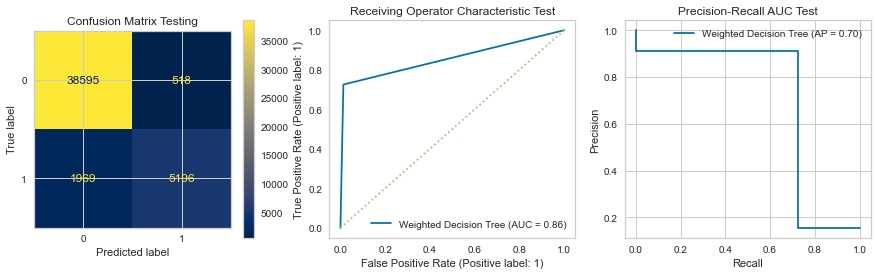 Confusion Matrix Testing
True label
0
1
38595
518
1969
5196
0
1
Predicted label
35000
30000
25000
20000
15000
10000
5000
Receiving Operator Characteristic Test
True Positive Rate (Positive label: 1)
1.0
0.8
0.6
0.4
0.2
0.0
Weighted Decision Tree (AUC = 0.86)
0.0 0.2 0.4 0.6 0.8 1.0
False Positive Rate (Positive label: 1)
Precision-Recall AUC Test
Precision
1.0
0.8
0.6
0.4
0.2
Weighted Decision Tree (AP = 0.70)
0.0 0.2 0.4 0.6 0.8 1.0
Recall